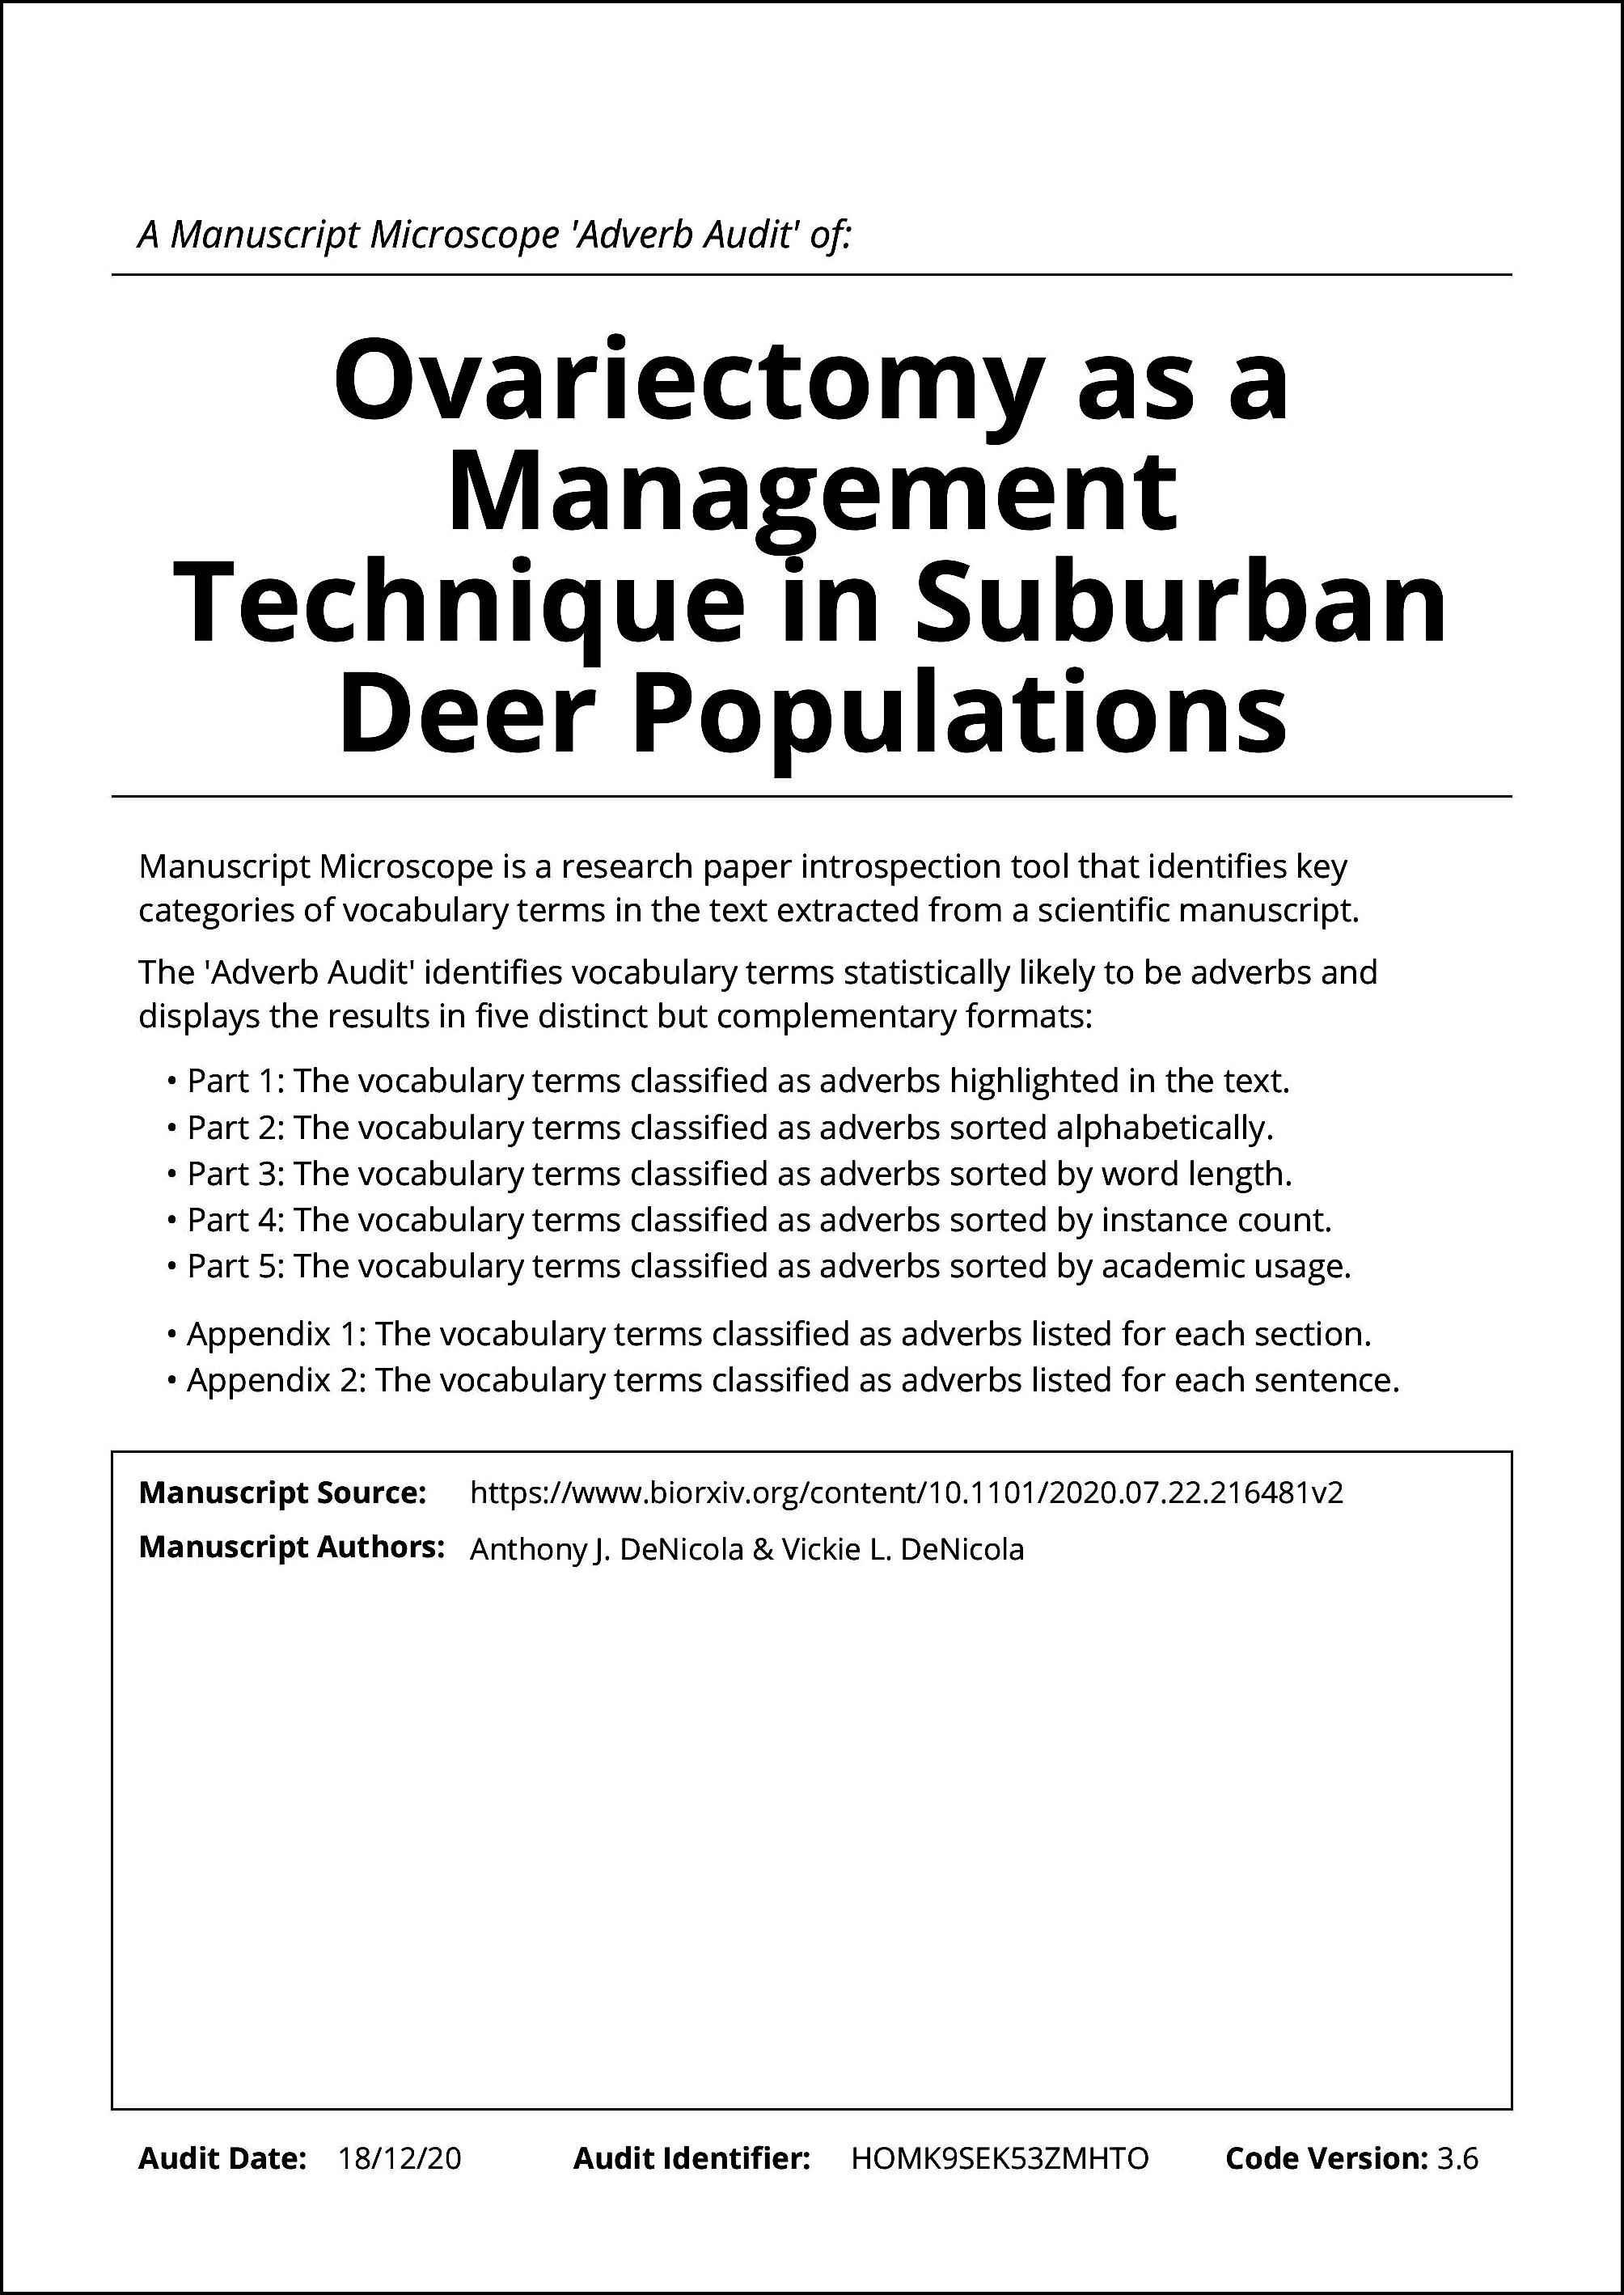 A Manuscript Microscope 'Adverb Audit' of:
Ovariectomy as a
Management
Technique in Suburban
Deer Populations
Manuscript Microscope is a research paper introspection tool that identifies key
categories of vocabulary terms in the text extracted from a scientific manuscript.
The 'Adverb Audit' identifies vocabulary terms statistically likely to be adverbs and
displays the results in five distinct but complementary formats:
• Part 1: The vocabulary terms classified as adverbs highlighted in the text.
• Part 2: The vocabulary terms classified as adverbs sorted alphabetically.
• Part 3: The vocabulary terms classified as adverbs sorted by word length.
• Part 4: The vocabulary terms classified as adverbs sorted by instance count.
• Part 5: The vocabulary terms classified as adverbs sorted by academic usage.
• Appendix 1: The vocabulary terms classified as adverbs listed for each section.
• Appendix 2: The vocabulary terms classified as adverbs listed for each sentence.
Manuscript Source: https://www.biorxiv.org/content/10.1101/2020.07.22.216481v2
Manuscript Authors: Anthony J. DeNicola & Vickie L. DeNicola
Audit Date: 18/12/20 Audit Identifier: HOMK9SEK53ZMHTO Code Version: 3.6